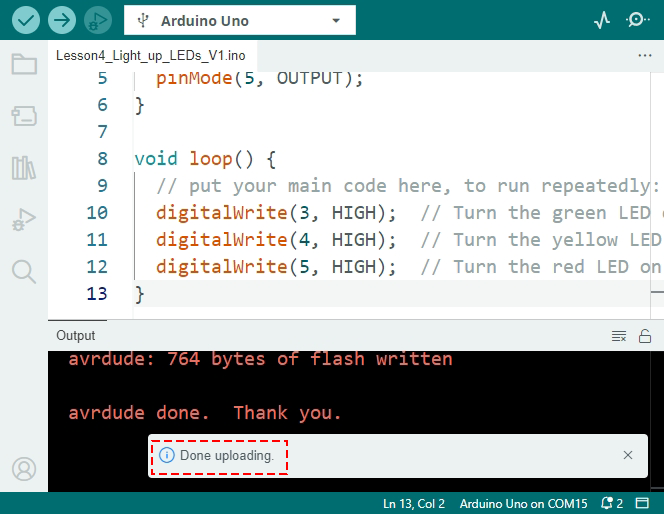 Arduino Uno
Lesson4_Light_up_LEDs_V1.ino
5 pinMode(5, OUTPUT);
6 }
7
8 void loop() {
9 // put your main code here, to run repeatedly:
10 digitalWrite(3, HIGH); // Turn the green LED
11 digitalWrite(4, HIGH); // Turn the yellow LED
12 digitalWrite(5, HIGH); // Turn the red LED on
13 }
Output
avrdude: 764 bytes of flash written
avrdude done. Thank you.
Done uploading.
Ln 13, Col 2 Arduino Uno on COM15 2